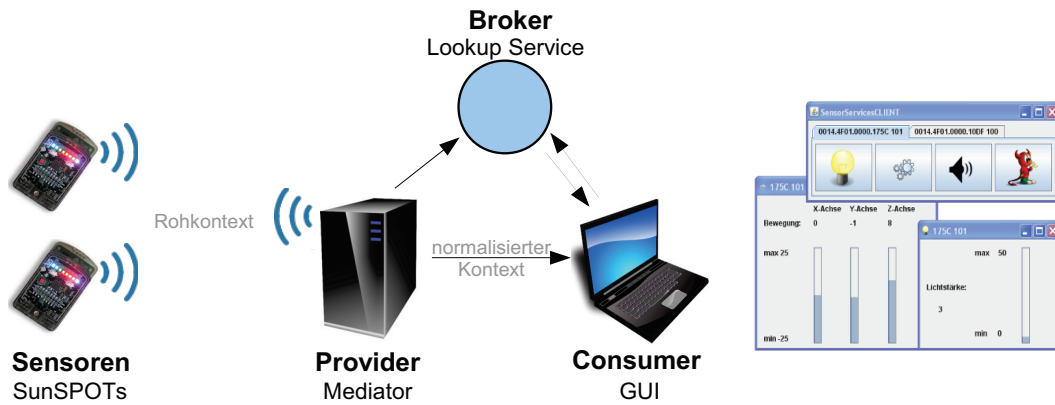 Broker
Lookup Service
Rohkontext
normalisierter
Kontext
Sensoren
SunSPOTs
Provider
Mediator
Consumer
GUI
SensorServicesCLIENT
0014.4F01.0000.175C 101 0014.4F01.0000.10DF 100
175C 101
X-Achse Y-Achse Z-Achse
Bewegung: 0 -1 8
max 25
min -25
175C 101
max 50
Lichtstärke:
3
min 0